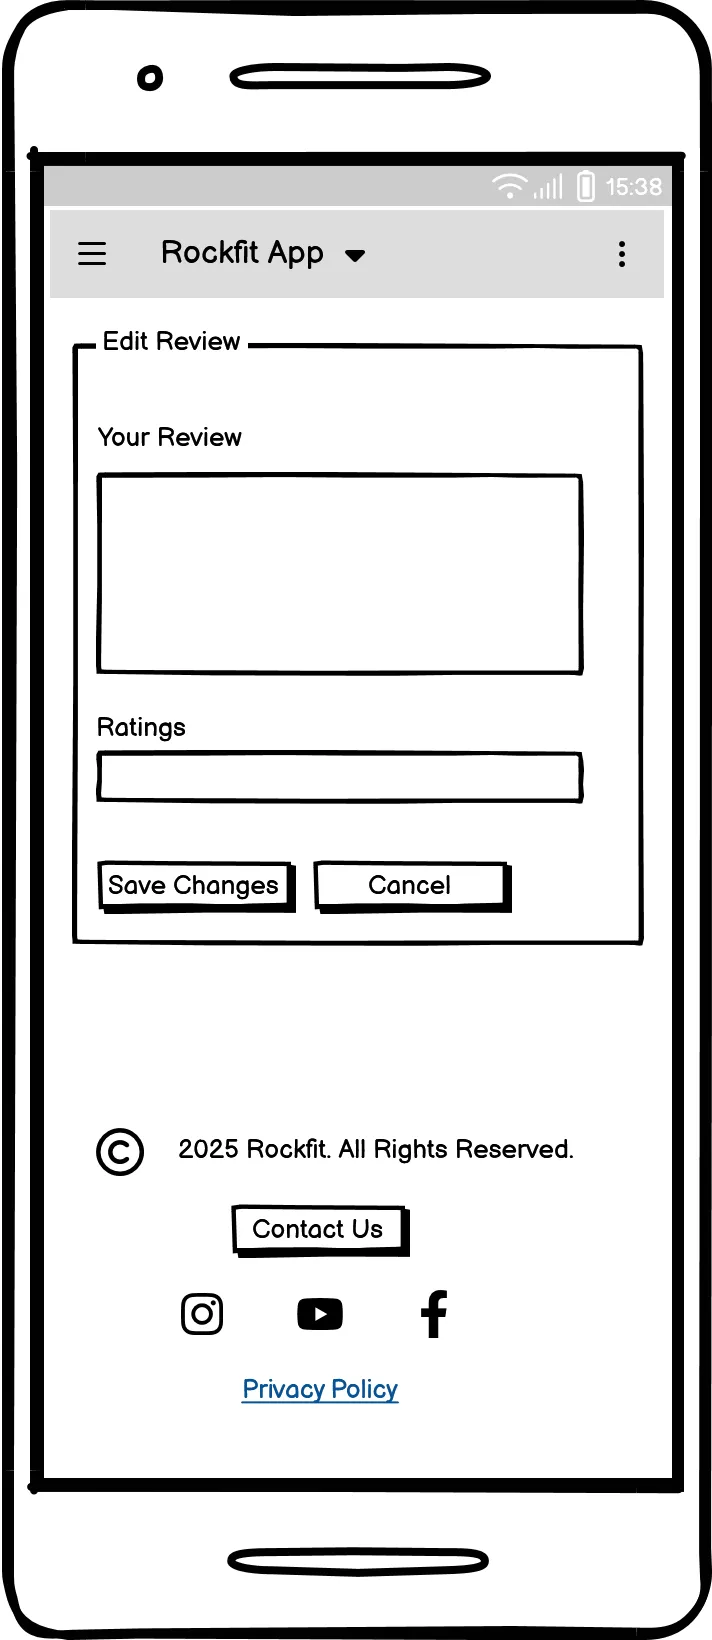 15:38
Rockfit App
Edit Review
Your Review
Ratings
Save Changes
Cancel
© 2025 Rockfit. All Rights Reserved.
Contact Us
Privacy Policy